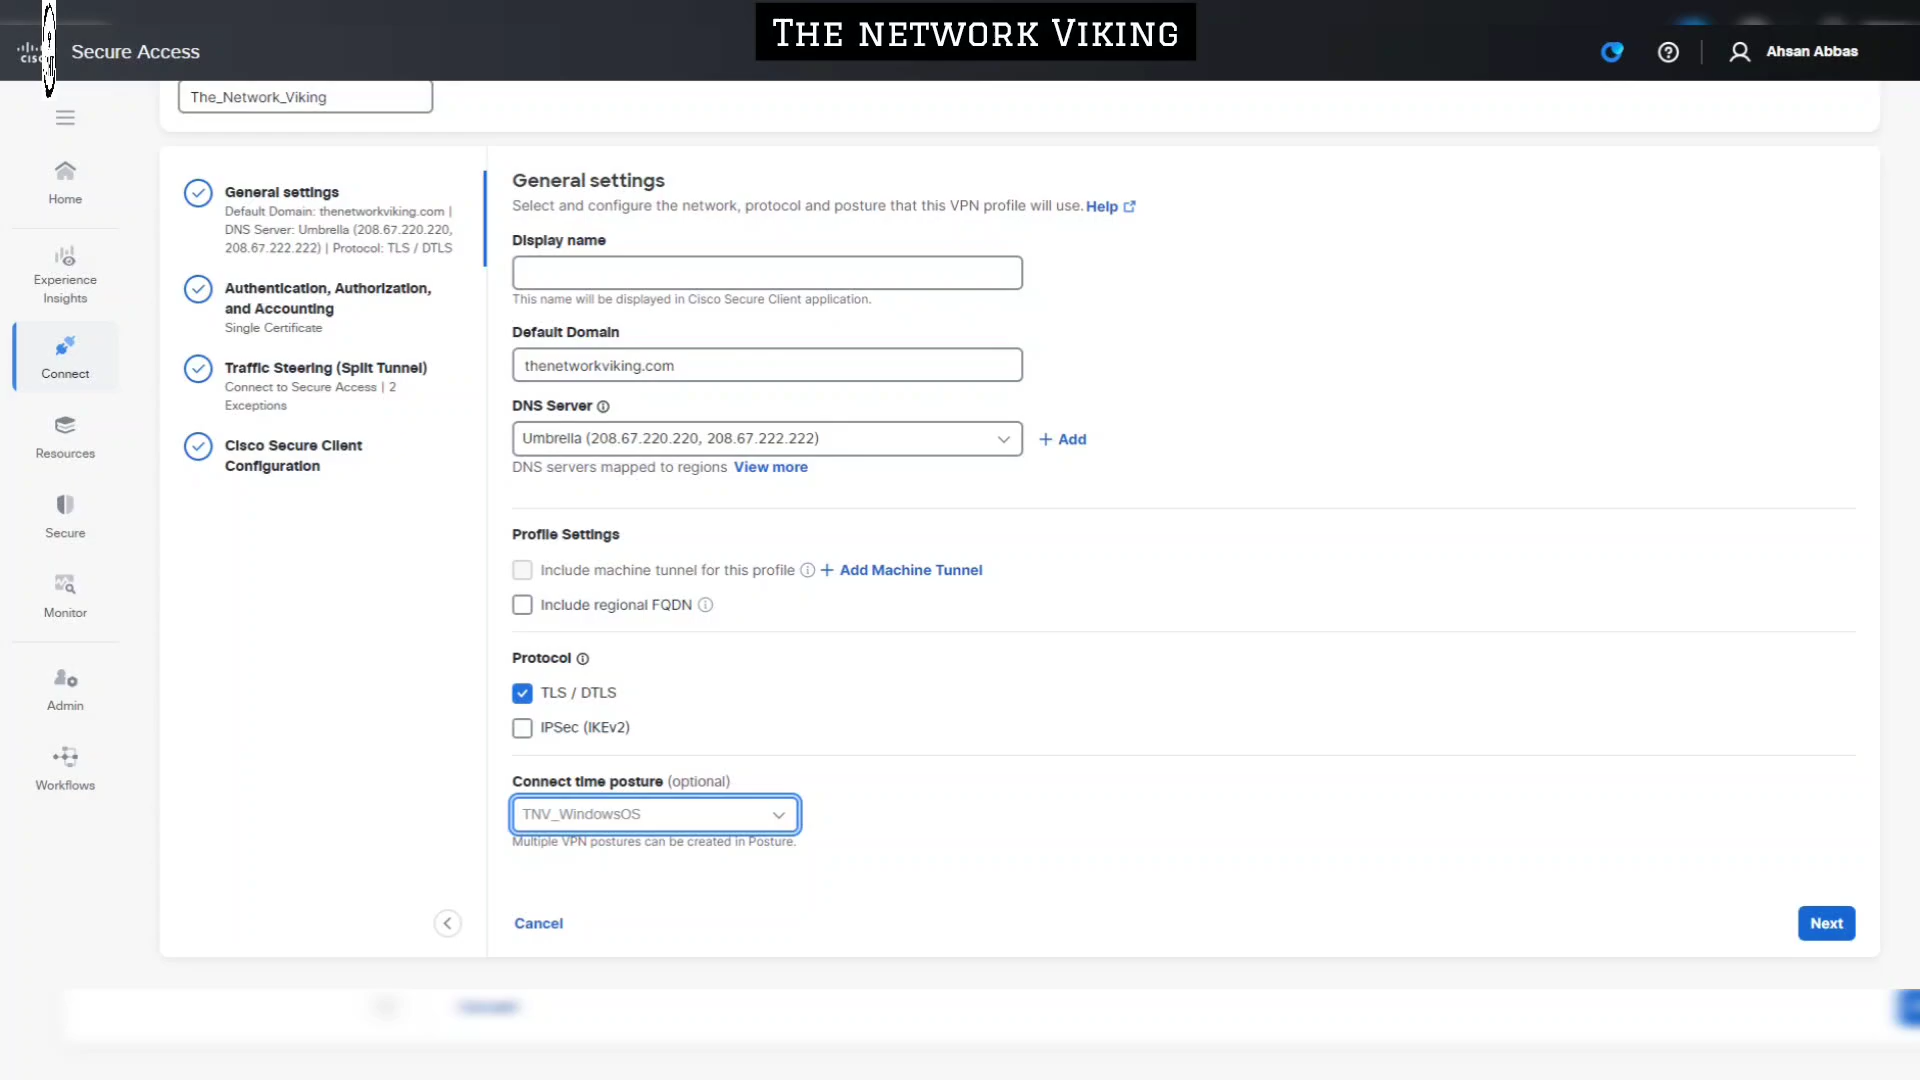 The network Viking
Secure Access
Ahsan Abbas
The_Network_Viking
Home
Experience
Insights
Connect
Resources
Secure
Monitor
Admin
Workflows
General settings
Default Domain: thenetworkviking.com |
DNS Server: Umbrella (208.67.220.220,
208.67.222.222) | Protocol: TLS / DTLS
Authentication, Authorization,
and Accounting
Single Certificate
Traffic Steering (Split Tunnel)
Connect to Secure Access | 2
Exceptions
Cisco Secure Client
Configuration
General settings
Select and configure the network, protocol and posture that this VPN profile will use. Help
Display name
This name will be displayed in Cisco Secure Client application.
Default Domain
thenetworkviking.com
DNS Server
Umbrella (208.67.220.220, 208.67.222.222)
+ Add
DNS servers mapped to regions View more
Profile Settings
Include machine tunnel for this profile + Add Machine Tunnel
Include regional FQDN
Protocol
TLS / DTLS
IPSec (IKEv2)
Connect time posture (optional)
TNV_WindowsOS
Multiple VPN postures can be created in Posture.
Cancel
Next